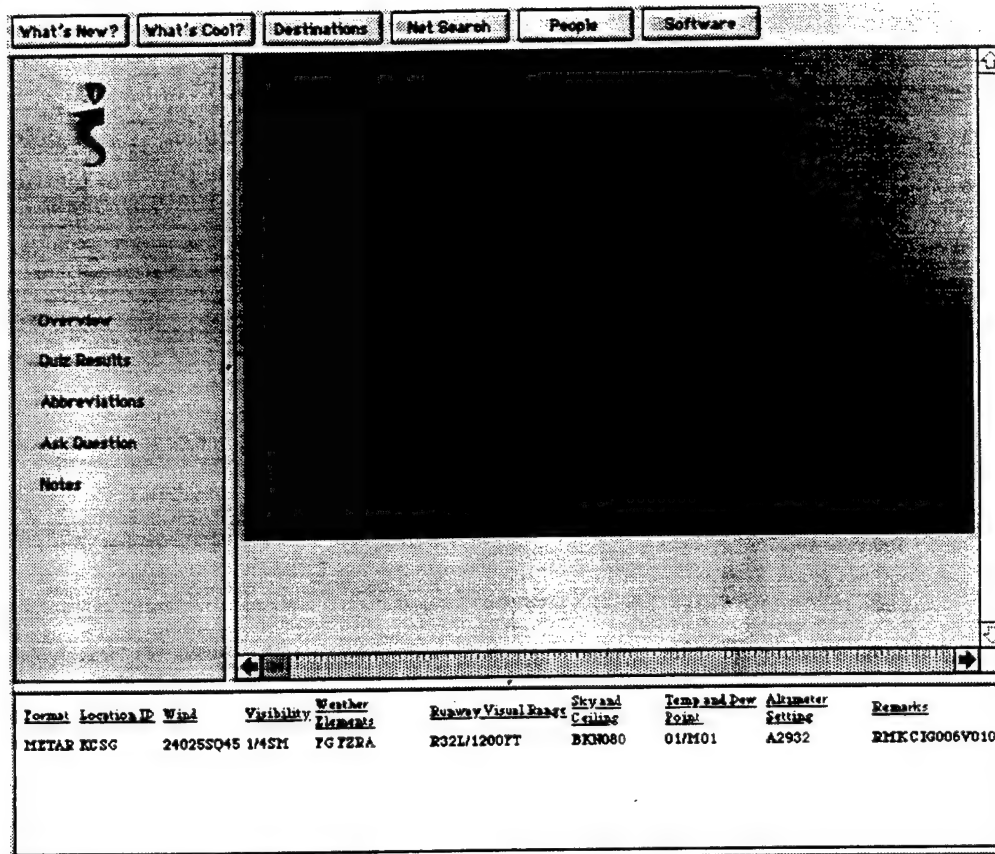 What's New? What's Cool? Destinations Net Search People Software
Overview
Quiz Results
Abbreviations
Ask Question
Notes
Format Location ID Wind Visibility Weather Elements Runway Visual Range Sky and Ceiling Temp and Dew Point Altimeter Setting Remarks
METAR KCSG 24025SQ45 1/4SM FG FZRA R32L/1200FT BKN080 01/M01 A2932 RMK CIG006V010